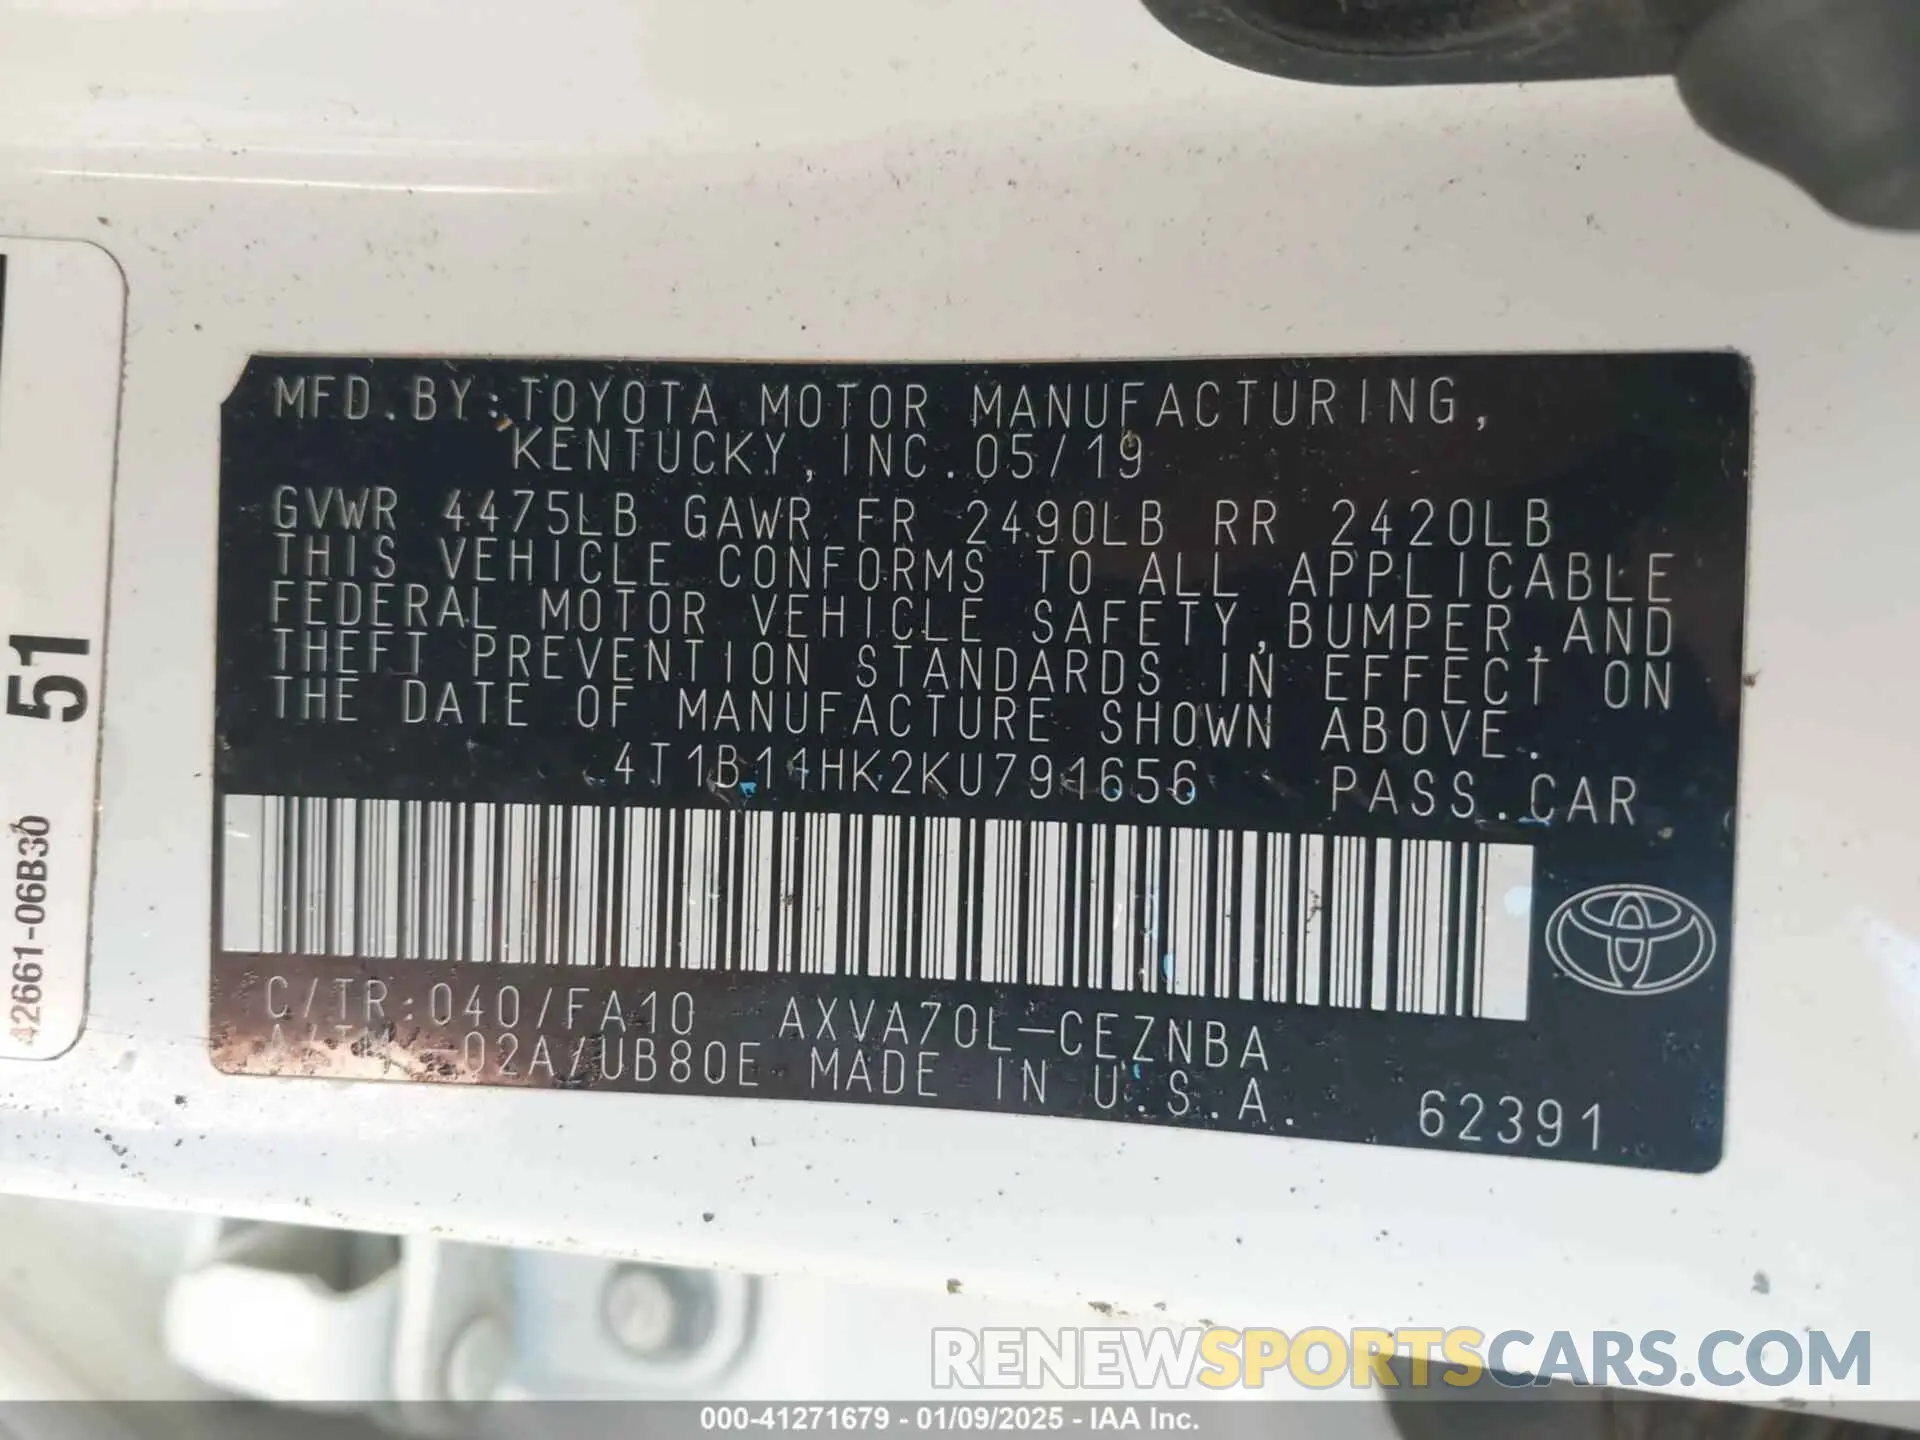 MFD.BY:TOYOTA MOTOR MANUFACTURING,
KENTUCKY, INC.05/19
GVWR 4475LB GAWR FR 2490LB RR 2420LB
THIS VEHICLE CONFORMS TO ALL APPLICABLE
FEDERAL MOTOR VEHICLE SAFETY,BUMPER,AND
THEFT PREVENTION STANDARDS IN EFFECT ON
THE DATE OF MANUFACTURE SHOWN ABOVE.
4T1B11HK2KU791656 PASS.CAR
C/TR:040/FA10 AXVA70L-CEZNBA
A/TM:02A/UB80E MADE IN U.S.A.
62391
51
42661-06B30
RENEWSPORTSCARS.COM
000-41271679 - 01/09/2025 - IAA Inc.